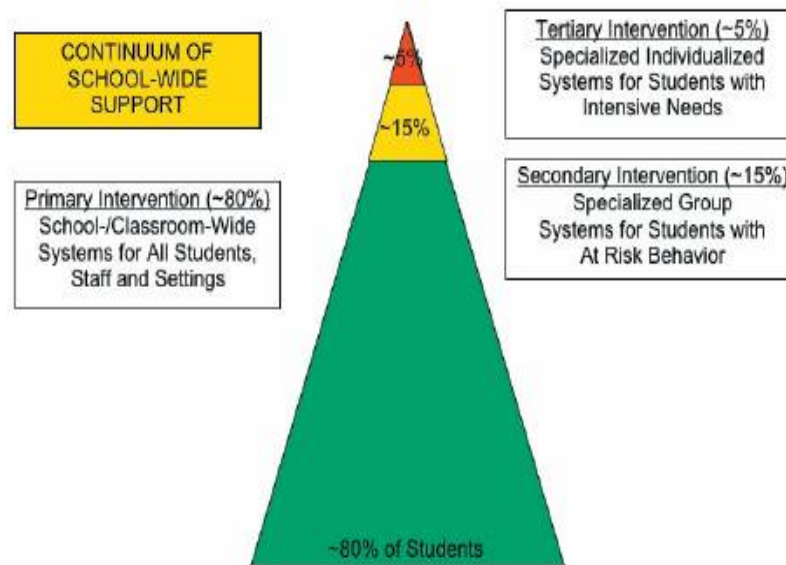 CONTINUUM OF
SCHOOL-WIDE
SUPPORT
Primary Intervention (~80%)
School-/Classroom-Wide
Systems for All Students,
Staff and Settings
~5%
~15%
~80% of Students
Tertiary Intervention (~5%)
Specialized Individualized
Systems for Students with
Intensive Needs
Secondary Intervention (~15%)
Specialized Group
Systems for Students with
At Risk Behavior